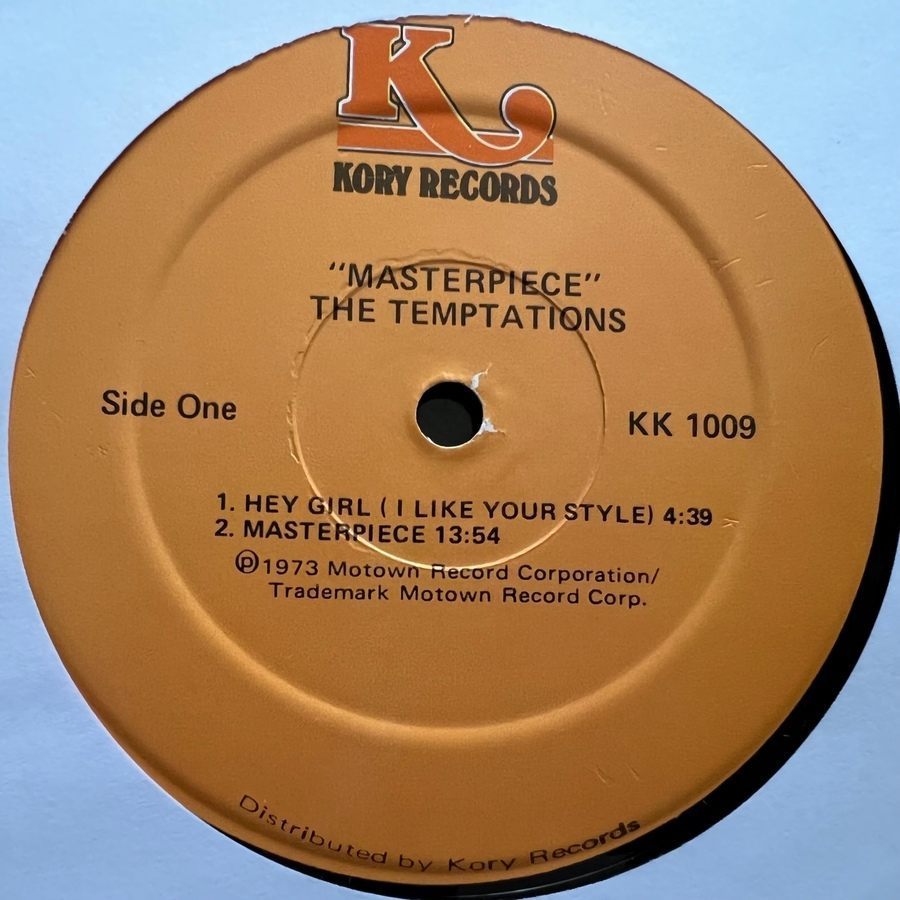 K
KORY RECORDS
"MASTERPIECE"
THE TEMPTATIONS
Side One
KK 1009
1. HEY GIRL ( I LIKE YOUR STYLE) 4:39
2. MASTERPIECE 13:54
℗1973 Motown Record Corporation/
Trademark Motown Record Corp.
Distributed by Kory Records